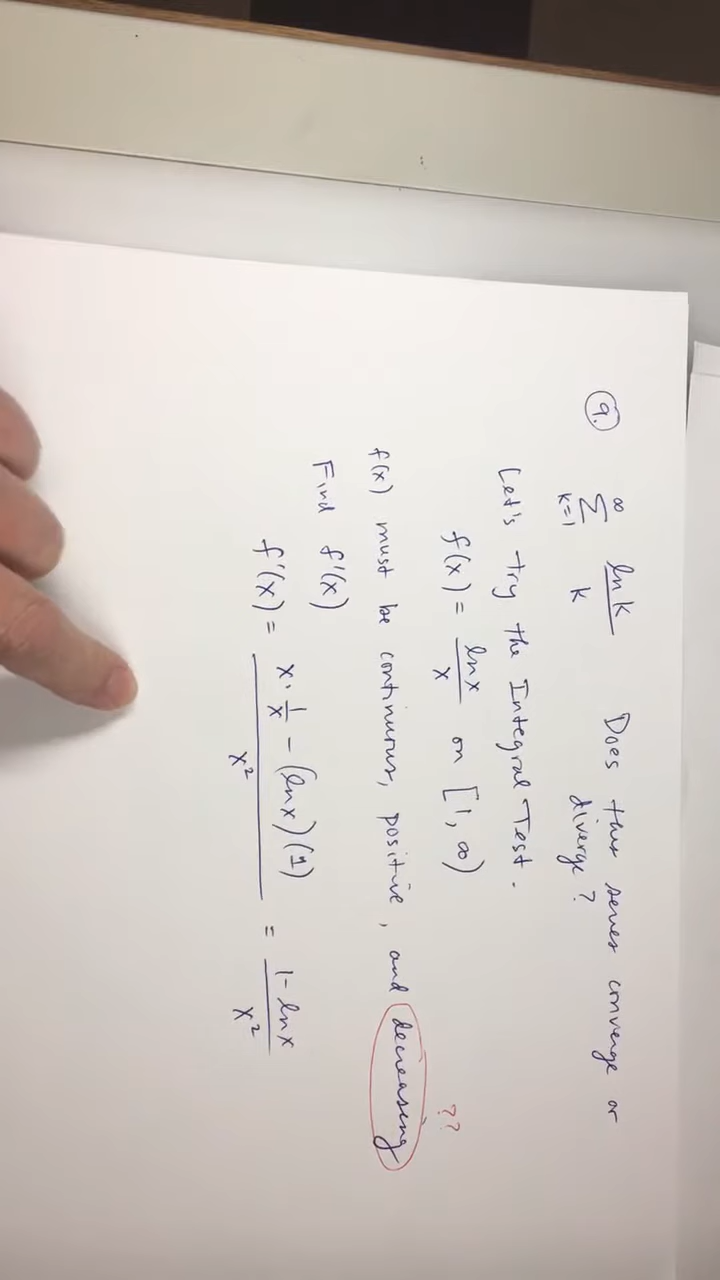 9. ∞ Σ k=1 ln k / k Does this series converge or
diverge?
Let's try the Integral Test.
f(x) = ln x / x on [1, ∞)
??
f(x) must be continuous, positive, and decreasing
Find f'(x)
f'(x) = (x · 1/x - (ln x)(1)) / x² = (1 - ln x) / x²